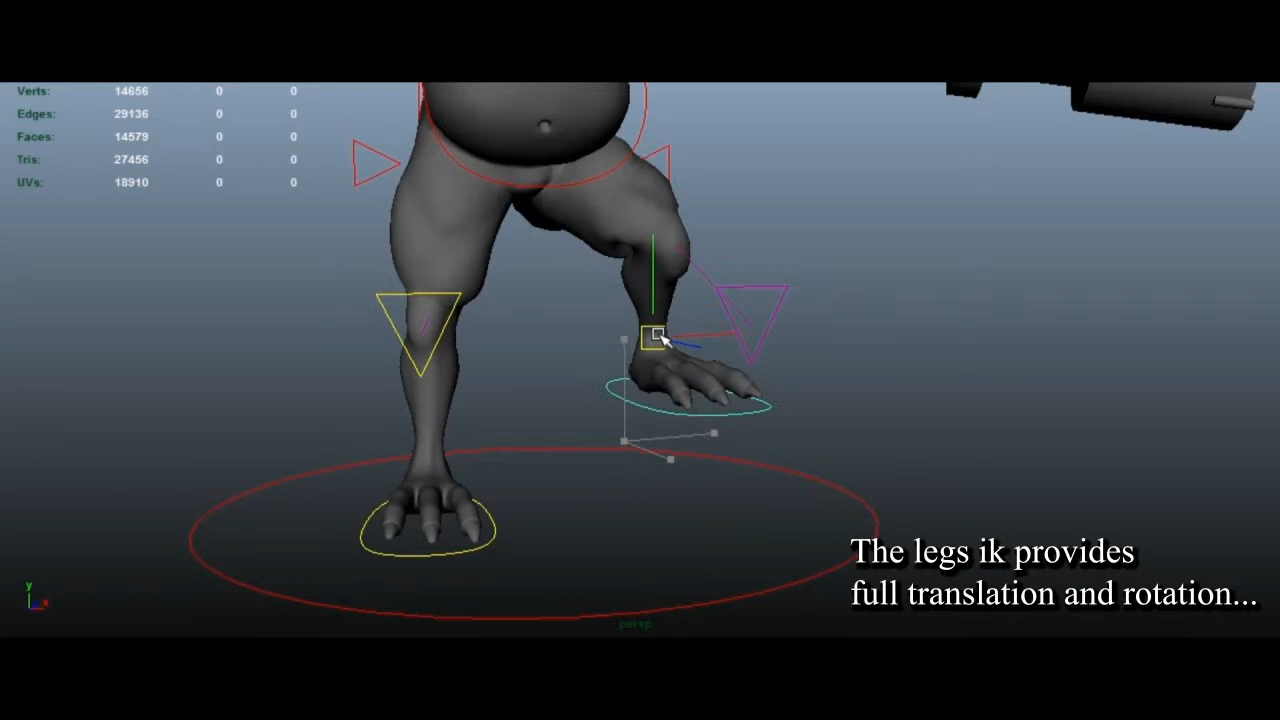 Verts: 14656 0 0
Edges: 29136 0 0
Faces: 14579 0 0
Tris: 27456 0 0
UVs: 18910 0 0
The legs ik provides
full translation and rotation...
y
x
persp